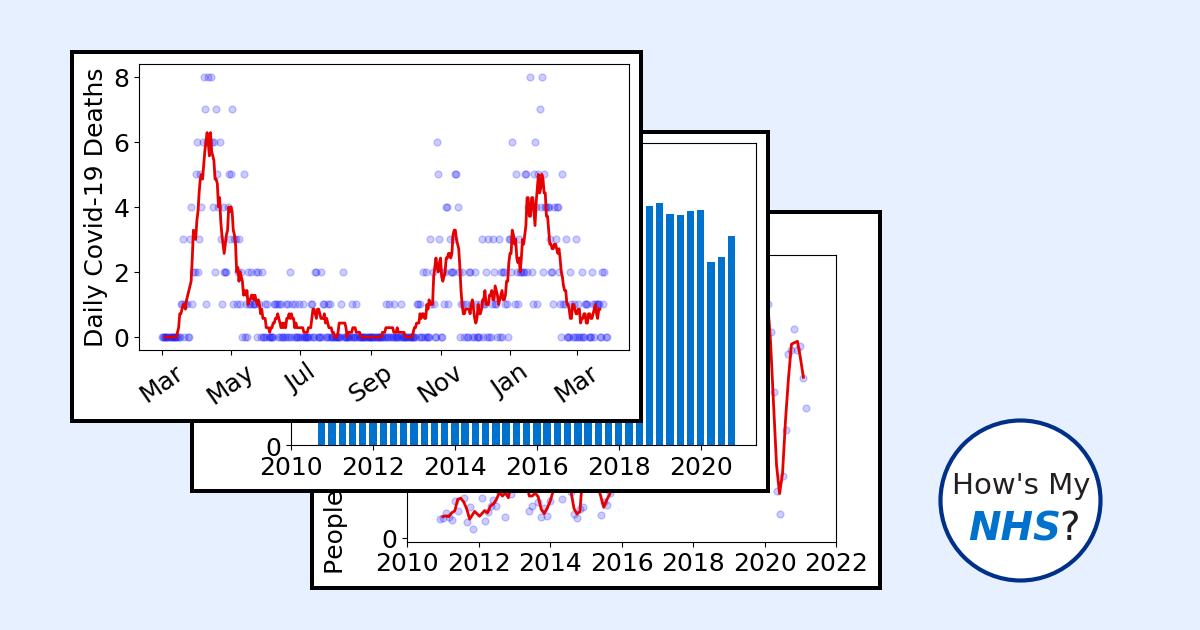 Daily Covid-19 Deaths
8
6
4
2
0
Mar May Jul Sep Nov Jan Mar
0
2010 2012 2014 2016 2018 2020
People
0
2010 2012 2014 2016 2018 2020 2022
How's My
NHS?